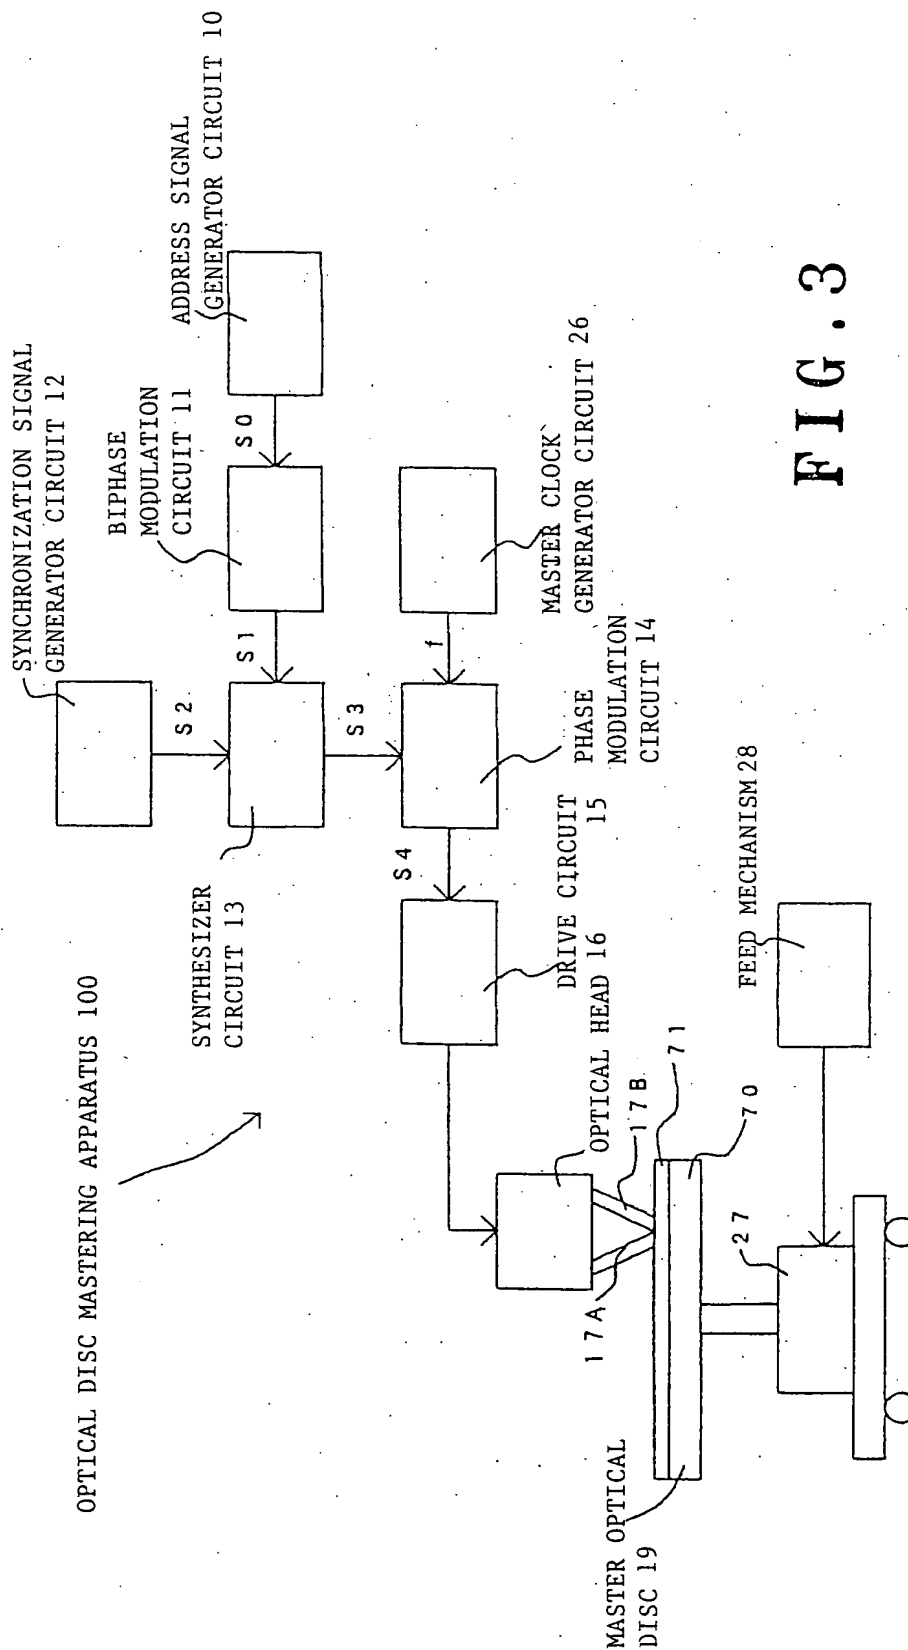 OPTICAL DISC MASTERING APPARATUS 100
SYNCHRONIZATION SIGNAL
GENERATOR CIRCUIT 12
BIPHASE
MODULATION
CIRCUIT 11
ADDRESS SIGNAL
GENERATOR CIRCUIT 10
S2
S1
S0
SYNTHESIZER
CIRCUIT 13
S3
S4
f
DRIVE CIRCUIT
15
PHASE
MODULATION
CIRCUIT 14
MASTER CLOCK
GENERATOR CIRCUIT 26
OPTICAL HEAD 16
17A
17B
71
70
MASTER OPTICAL
DISC 19
27
FEED MECHANISM 28
FIG.3